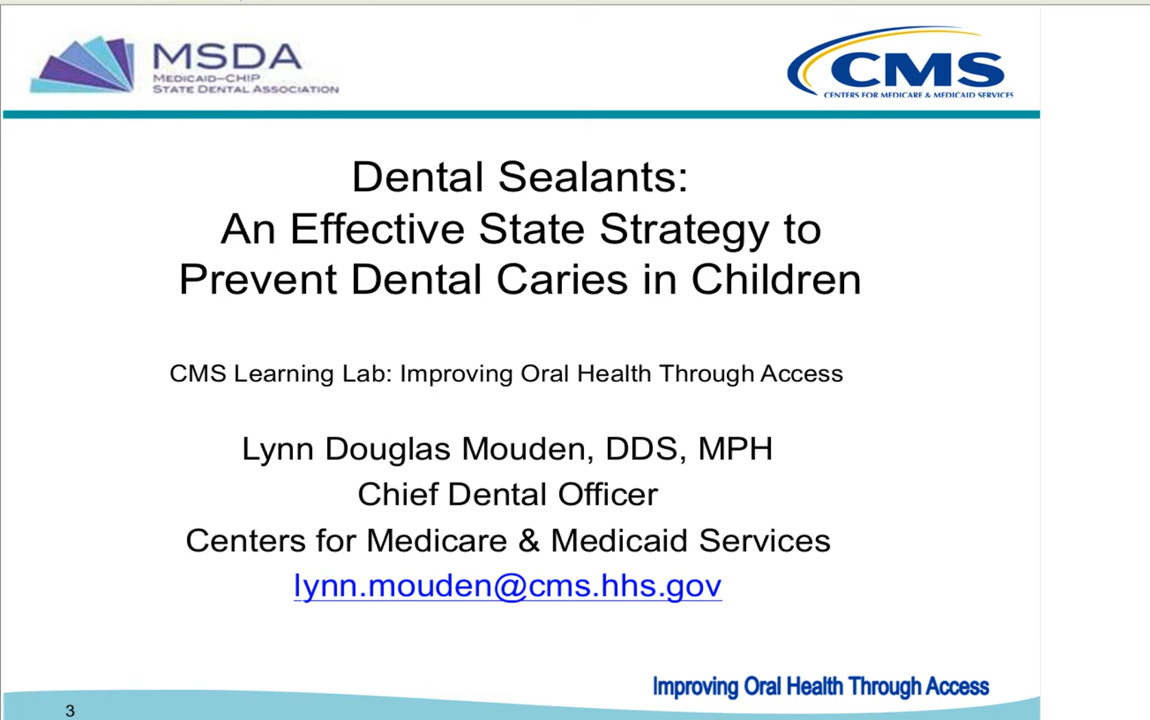 MSDA
MEDICAID–CHIP
STATE DENTAL ASSOCIATION
CMS
CENTERS FOR MEDICARE & MEDICAID SERVICES
Dental Sealants:
An Effective State Strategy to
Prevent Dental Caries in Children
CMS Learning Lab: Improving Oral Health Through Access
Lynn Douglas Mouden, DDS, MPH
Chief Dental Officer
Centers for Medicare & Medicaid Services
lynn.mouden@cms.hhs.gov
Improving Oral Health Through Access
3